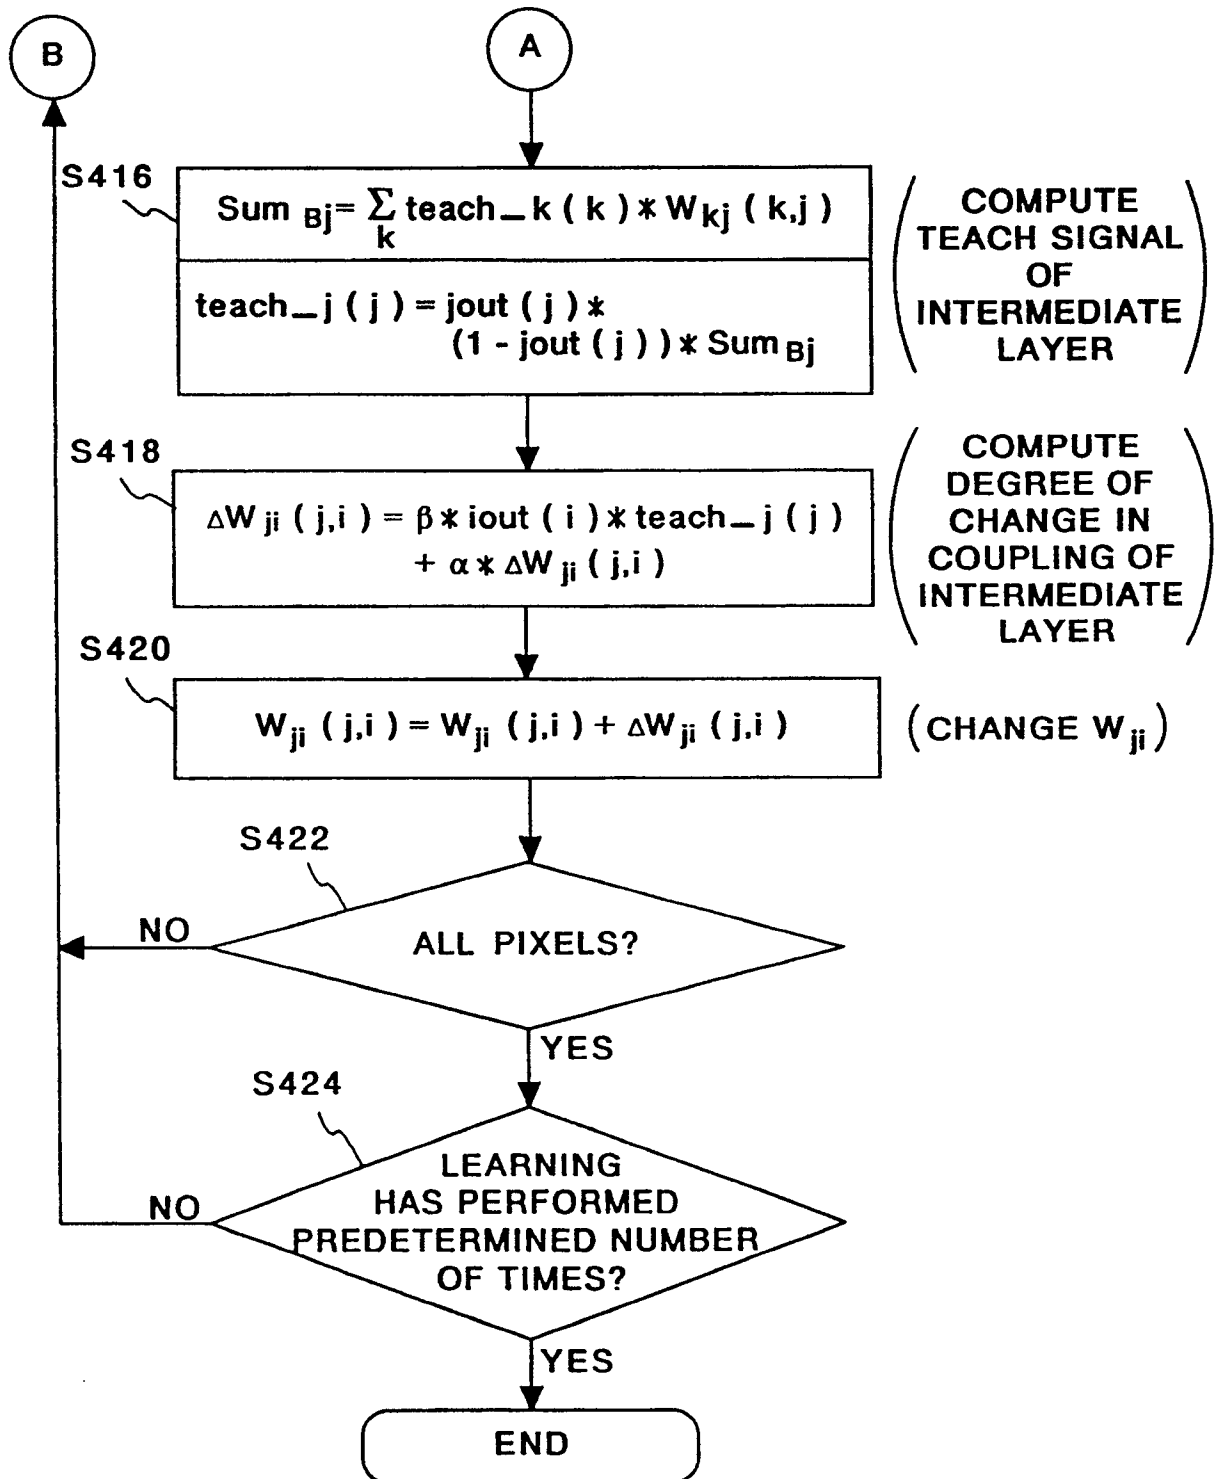 B
A
S416
Sum Bj = Σ teach_k ( k ) * W kj ( k,j )
k
teach_j ( j ) = jout ( j ) *
(1 - jout ( j ) ) * Sum Bj
( COMPUTE
TEACH SIGNAL
OF
INTERMEDIATE
LAYER )
S418
ΔW ji ( j,i ) = β * iout ( i ) * teach_j ( j )
+ α * ΔW ji ( j,i )
( COMPUTE
DEGREE OF
CHANGE IN
COUPLING OF
INTERMEDIATE
LAYER )
S420
W ji ( j,i ) = W ji ( j,i ) + ΔW ji ( j,i )
( CHANGE W ji )
S422
NO
ALL PIXELS?
YES
S424
NO
LEARNING
HAS PERFORMED
PREDETERMINED NUMBER
OF TIMES?
YES
END